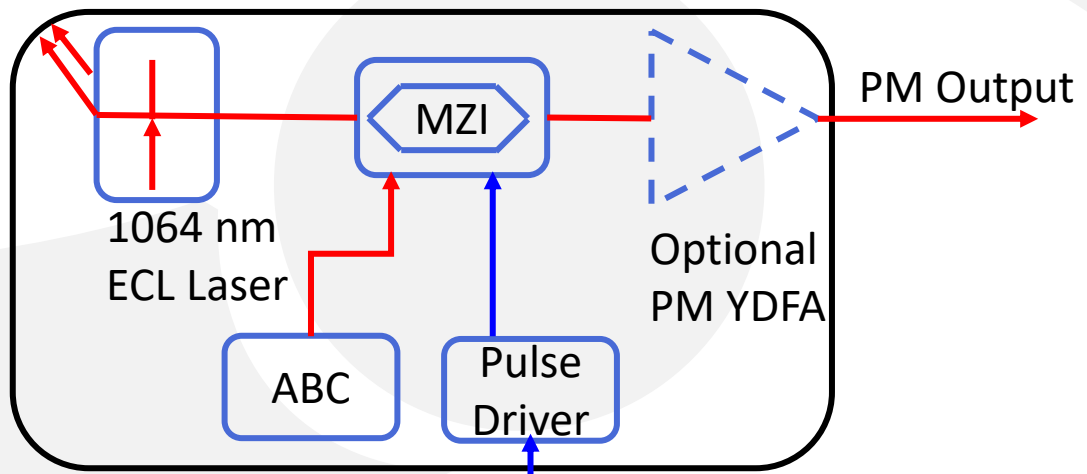 MZI
PM Output
1064 nm
ECL Laser
Optional
PM YDFA
ABC
Pulse
Driver